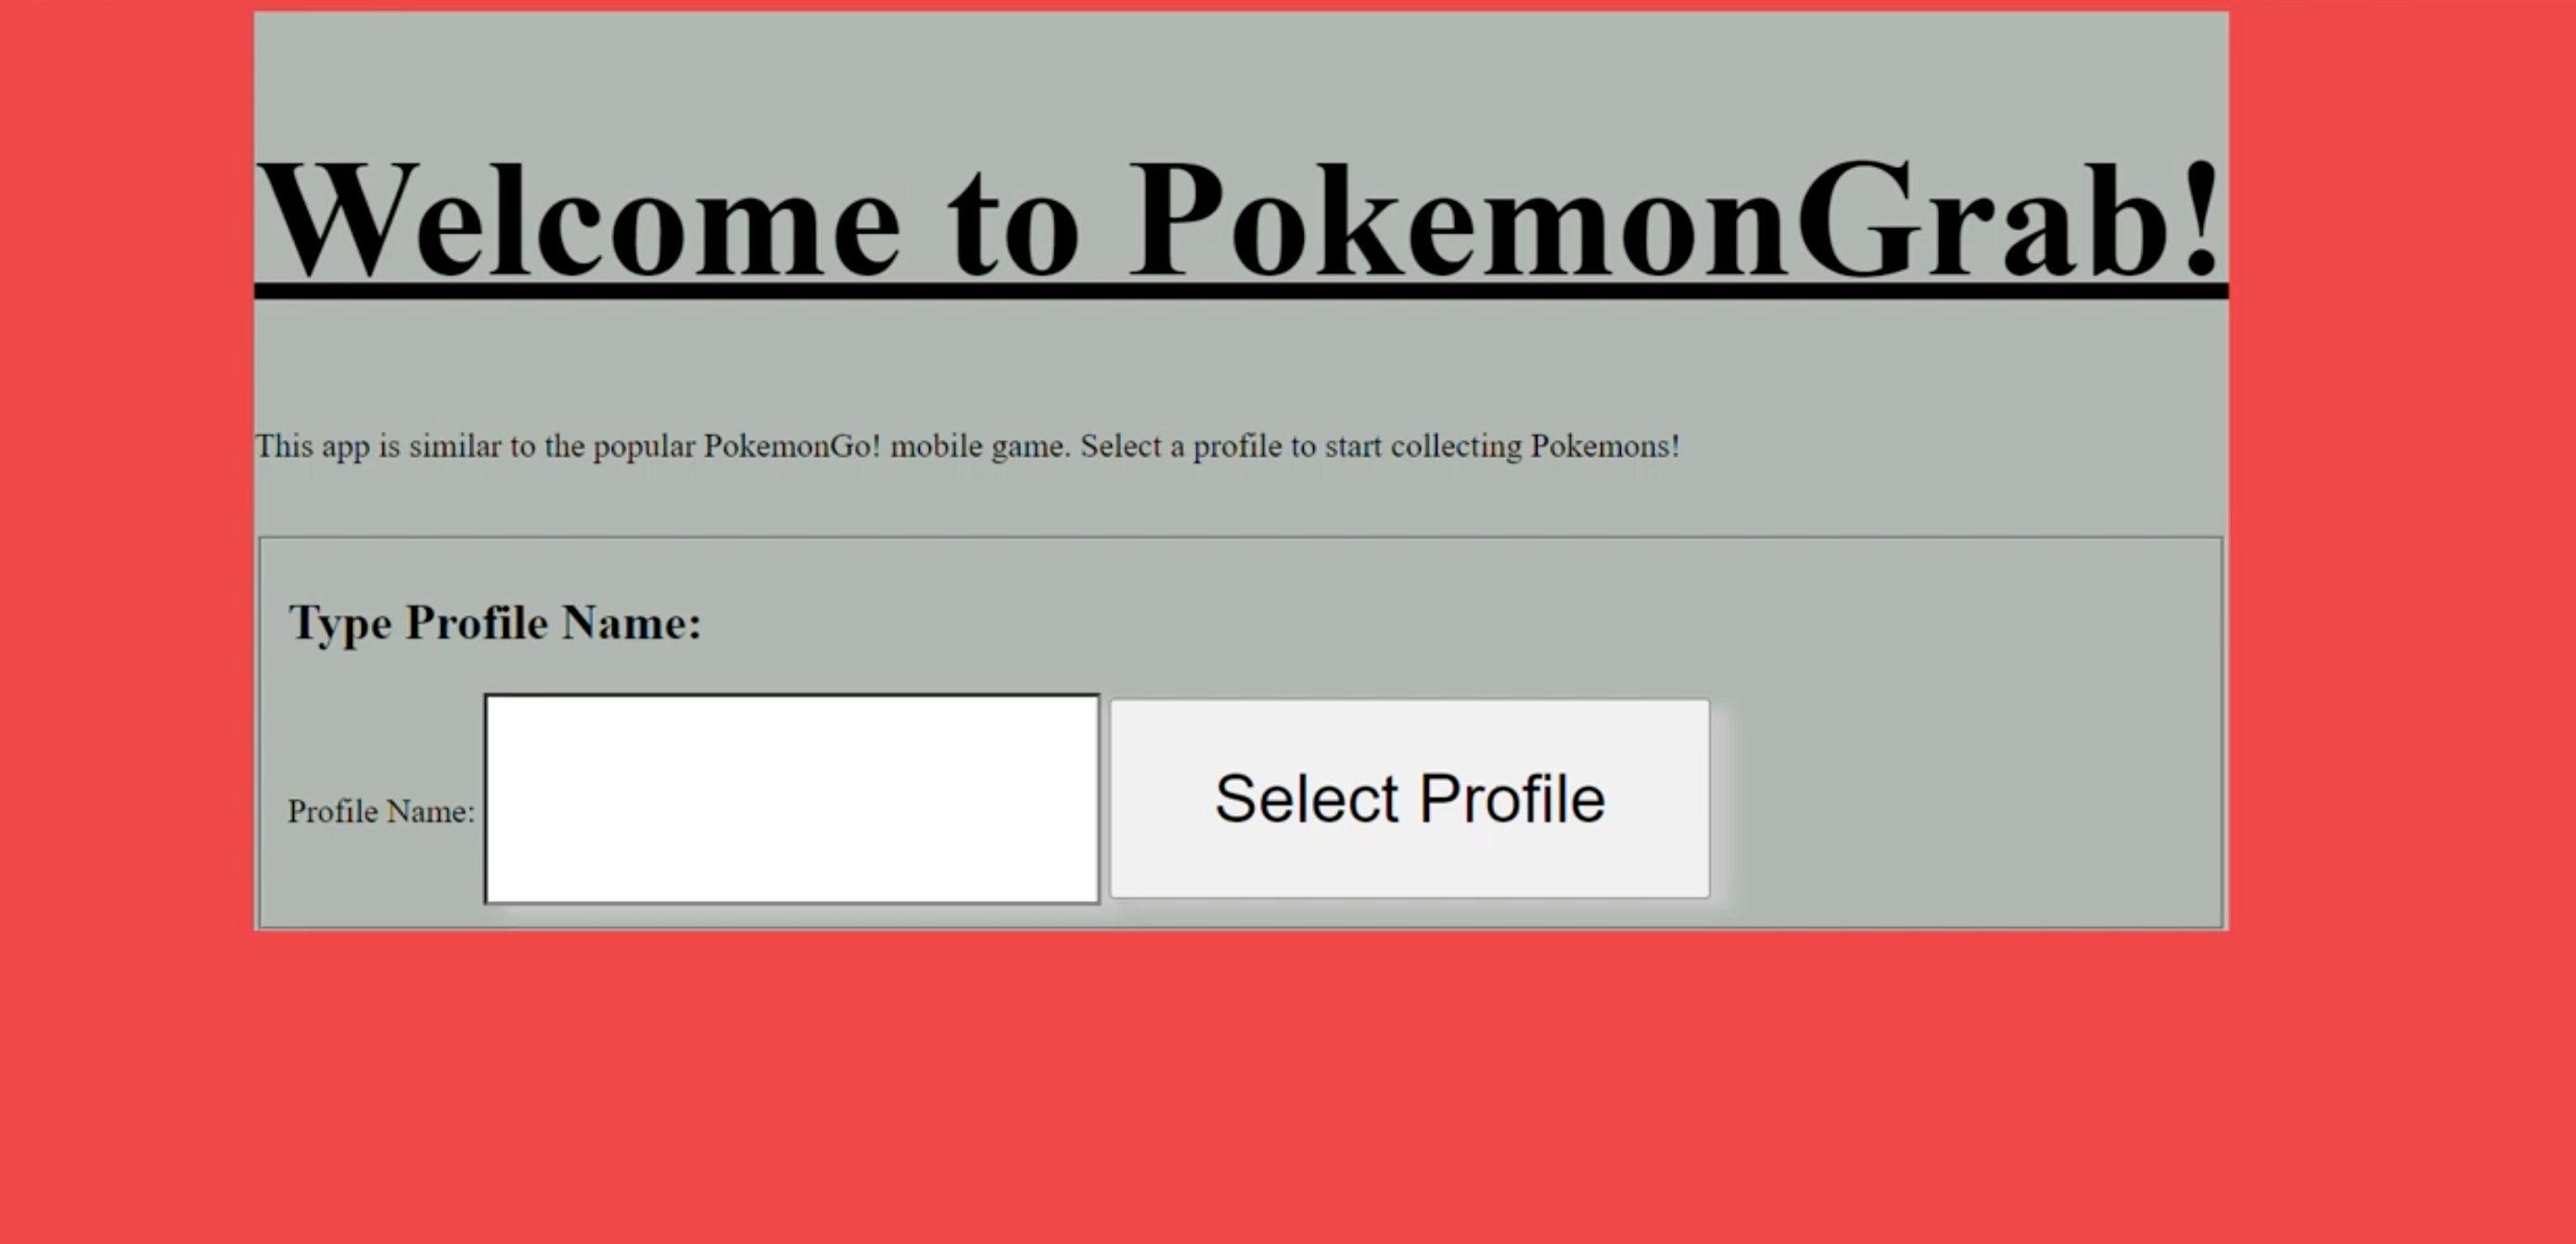 Welcome to PokemonGrab!
This app is similar to the popular PokemonGo! mobile game. Select a profile to start collecting Pokemons!
Type Profile Name:
Profile Name: Select Profile